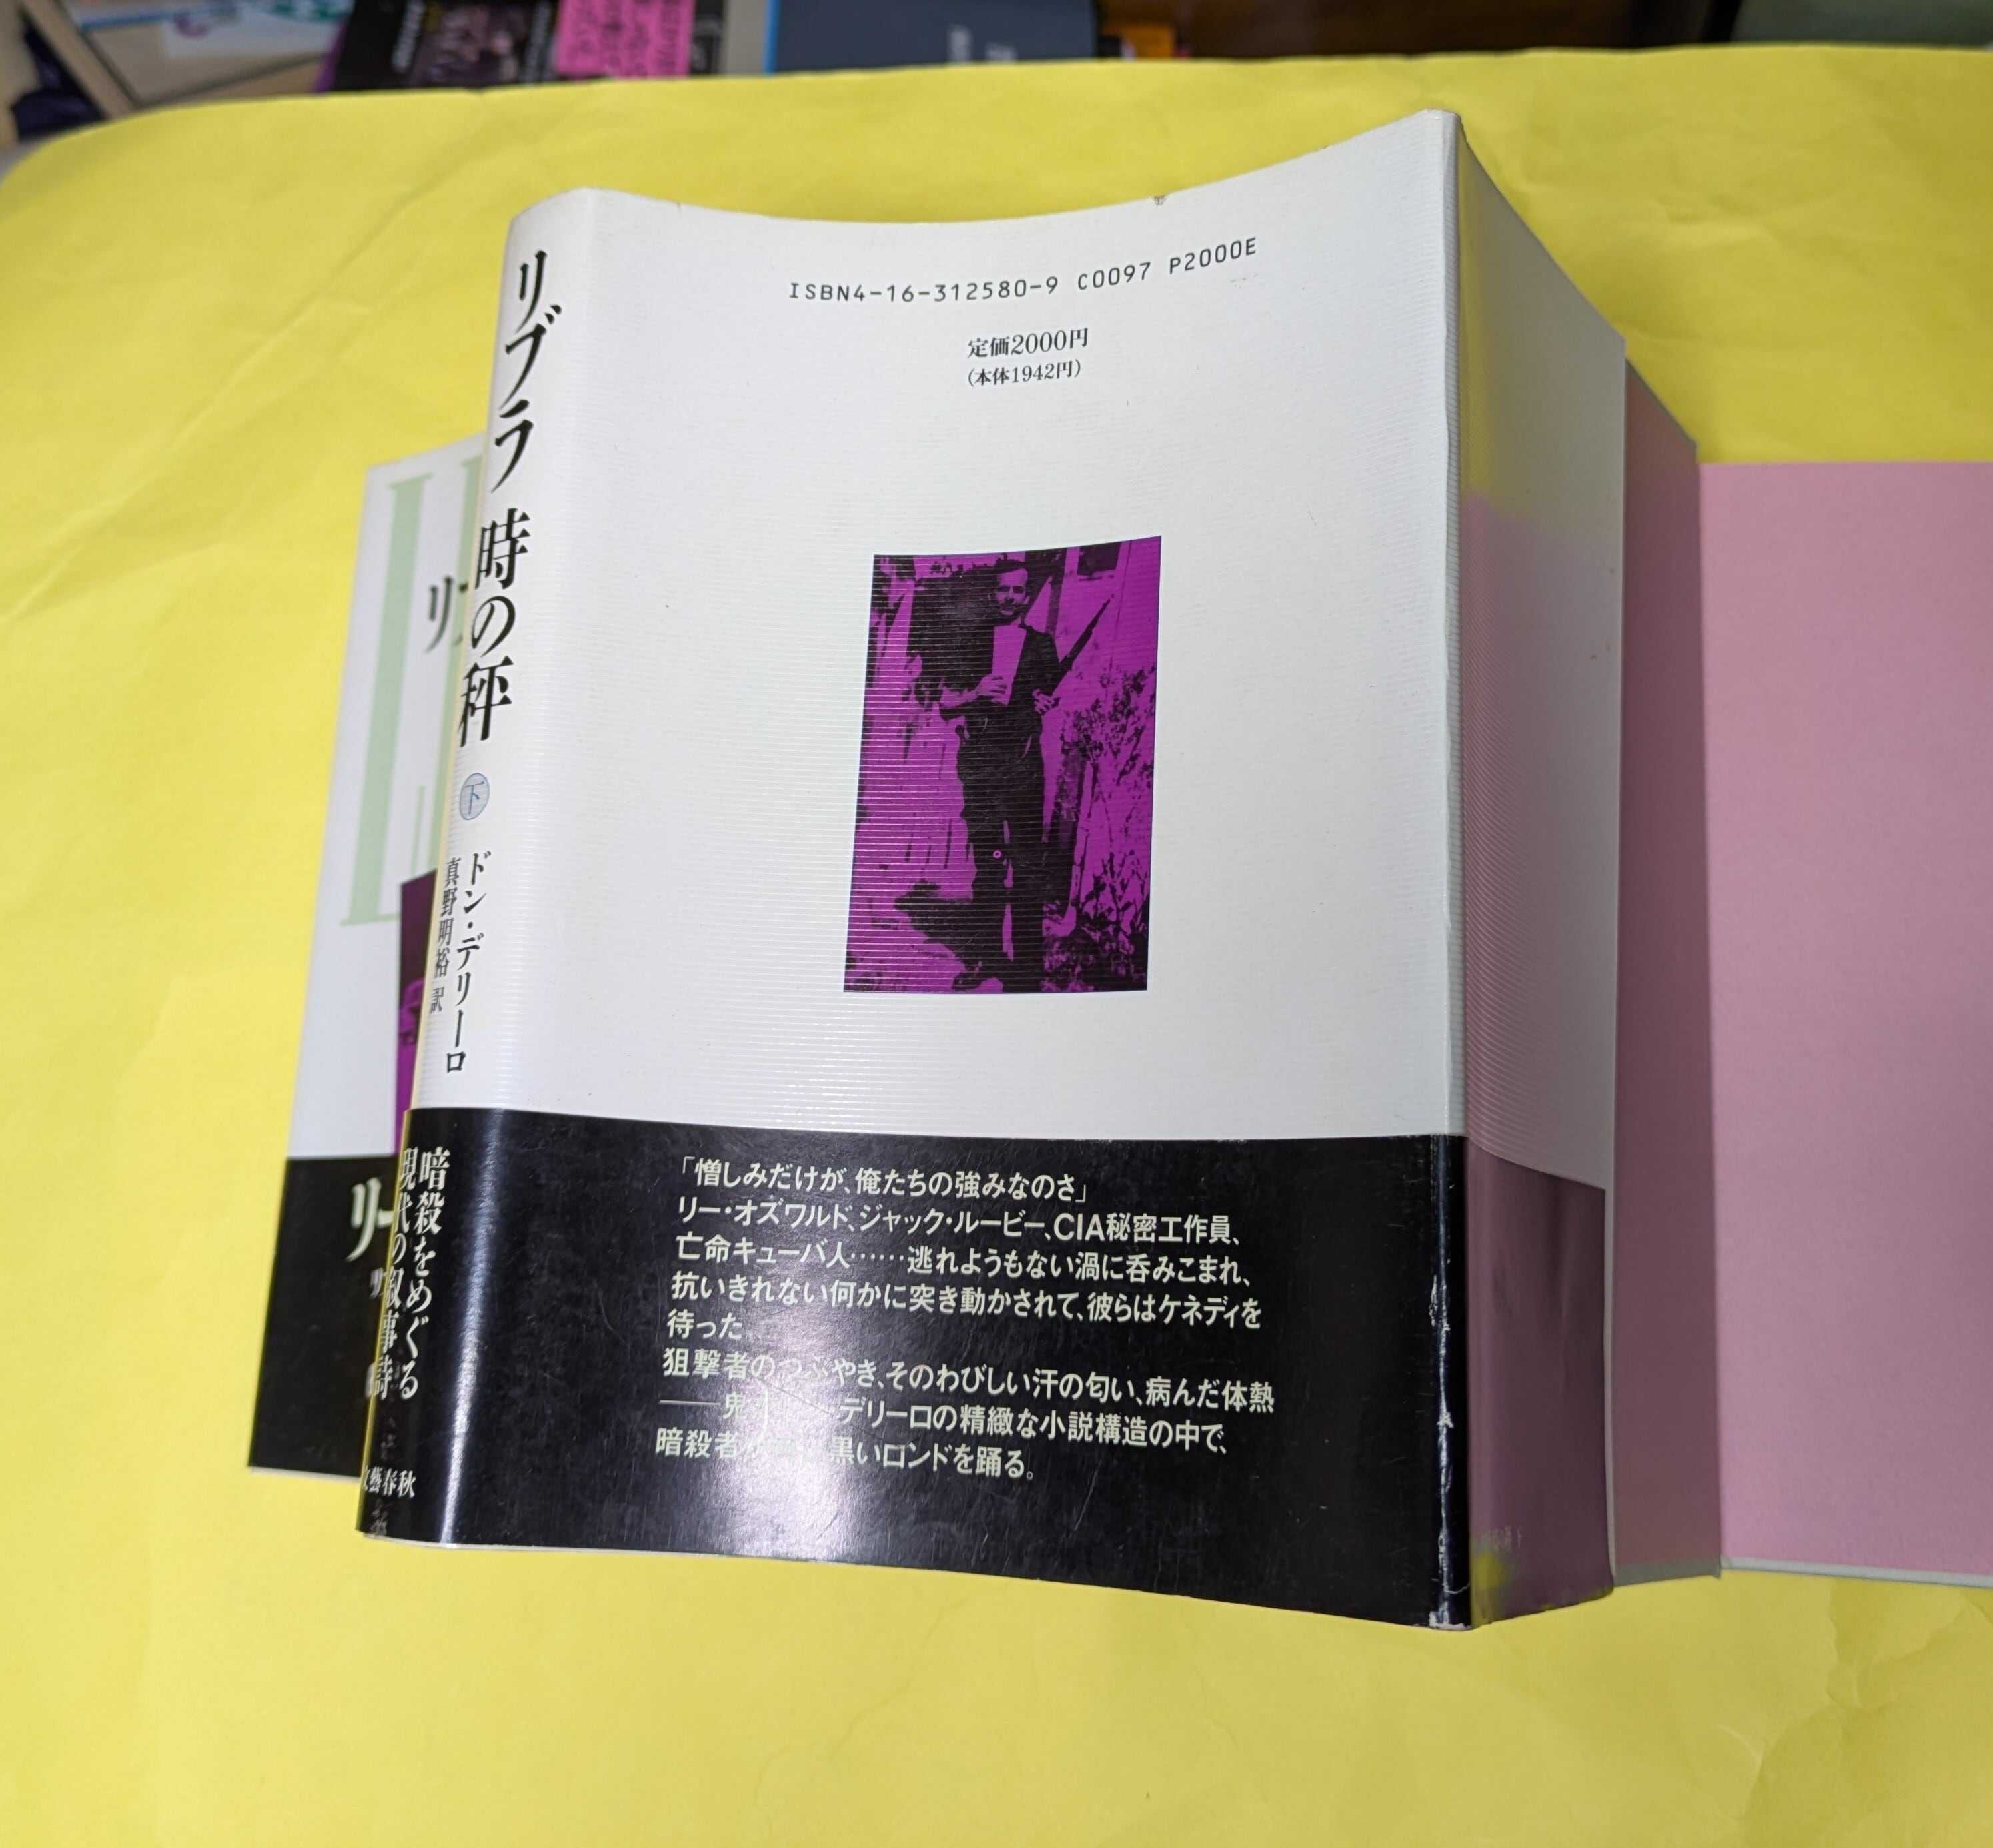 リブラ 時の秤 下
ドン・デリーロ
真野明裕 訳
暗殺をめぐる
現代の叙事詩
文藝春秋
ISBN4-16-312580-9 C0097 P2000E
定価2000円
(本体1942円)
「憎しみだけが、俺たちの強みなのさ」
リー・オズワルド、ジャック・ルービー、CIA秘密工作員、
亡命キューバ人……逃れようもない渦に呑みこまれ、
抗いきれない何かに突き動かされて、彼らはケネディを
待った
狙撃者のつぶやき、そのわびしい汗の匂い、病んだ体熱
——鬼 デリーロの精緻な小説構造の中で、
暗殺者 黒いロンドを踊る。